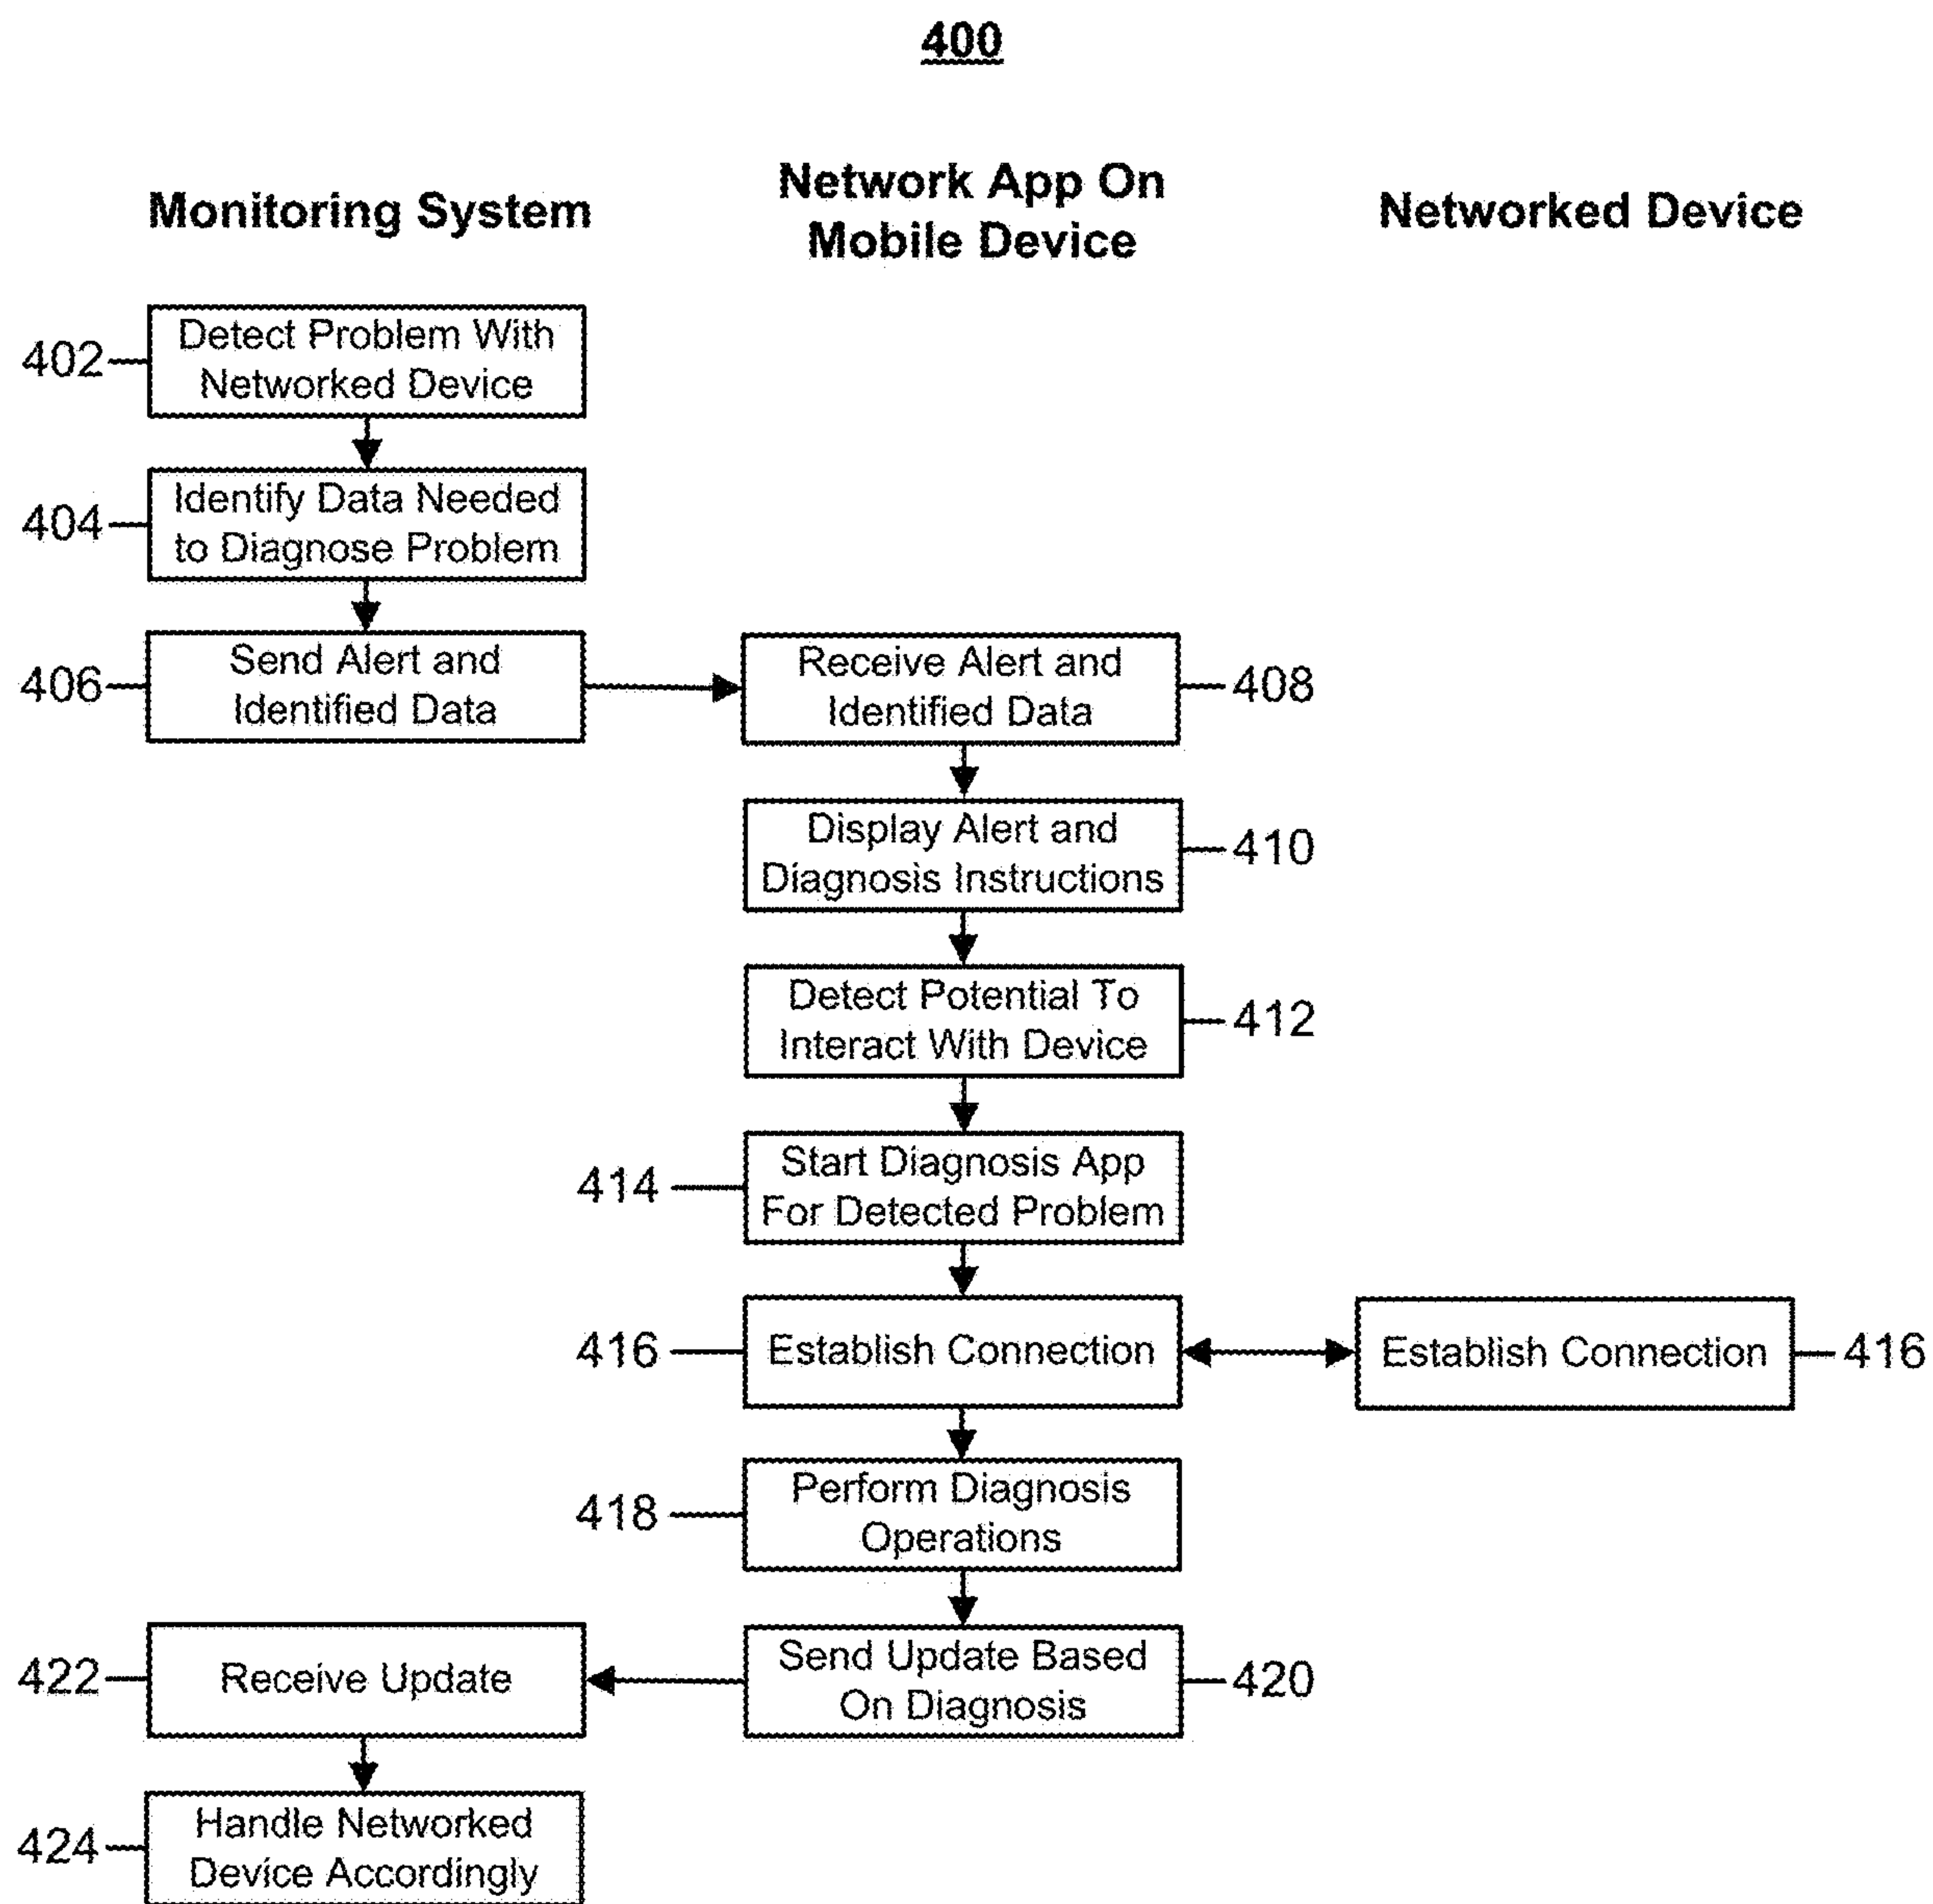 400
Monitoring System
Network App On
Mobile Device
Networked Device
402
Detect Problem With
Networked Device
404
Identify Data Needed
to Diagnose Problem
406
Send Alert and
Identified Data
Receive Alert and
Identified Data
408
Display Alert and
Diagnosis Instructions
410
Detect Potential To
Interact With Device
412
414
Start Diagnosis App
For Detected Problem
416
Establish Connection
Establish Connection
416
418
Perform Diagnosis
Operations
422
Receive Update
Send Update Based
On Diagnosis
420
424
Handle Networked
Device Accordingly